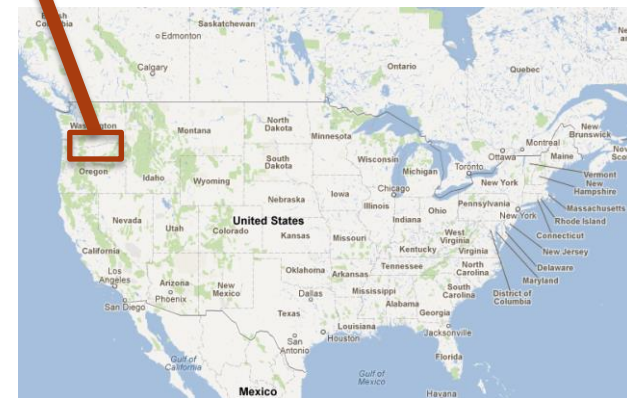 British
Columbia
Saskatchewan
Edmonton
Calgary
Ontario
Quebec
Washington
Montana
North
Dakota
Minnesota
Montreal
Ottawa
New
Brunswick
Maine
Oregon
Idaho
South
Dakota
Wisconsin
Michigan
Toronto
Vermont
New
Hampshire
Wyoming
Chicago
New York
Massachusetts
Nebraska
Iowa
Illinois
Indiana
Ohio
Pennsylvania
New York
Rhode Island
Connecticut
Nevada
Utah
Colorado
United States
Kansas
Missouri
West
Virginia
Kentucky
Virginia
New Jersey
Delaware
Maryland
District of
Columbia
California
Los
Angeles
San Diego
Arizona
Phoenix
New
Mexico
Oklahoma
Arkansas
Tennessee
North
Carolina
South
Carolina
Dallas
Mississippi
Alabama
Georgia
Texas
Louisiana
San
Antonio
Houston
Jacksonville
Florida
Gulf of
California
Gulf of
Mexico
Mexico
Havana